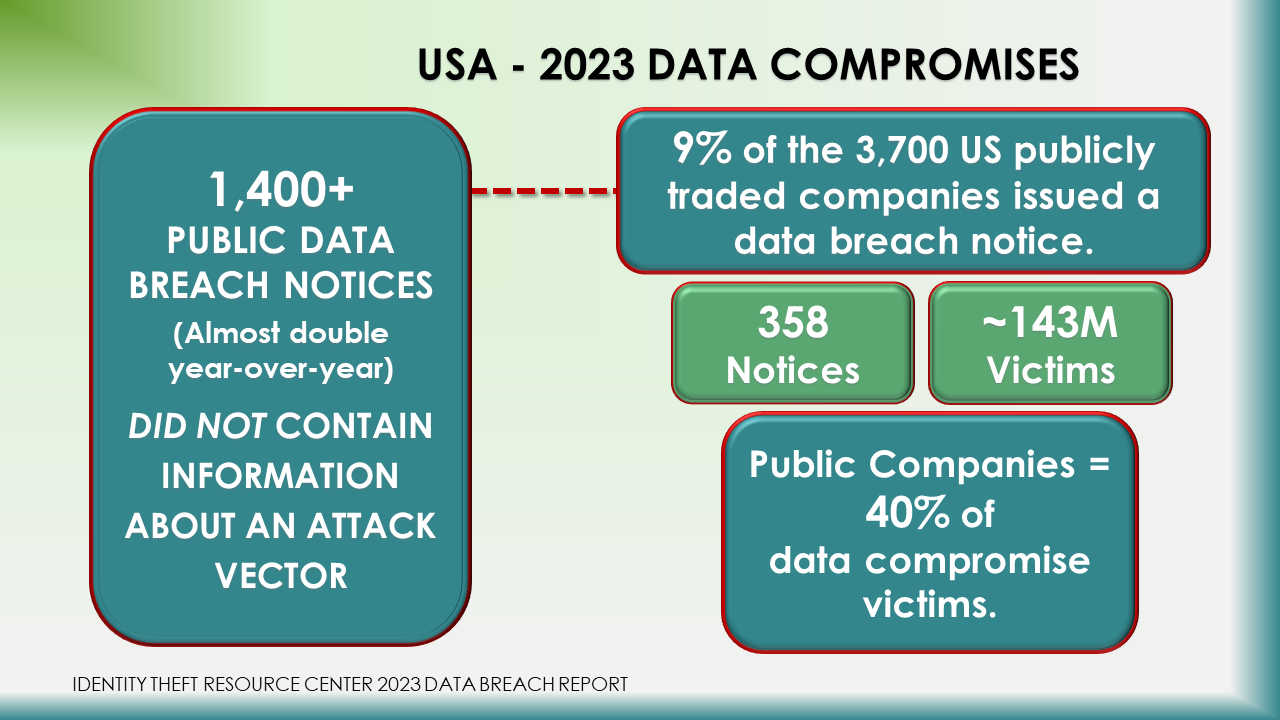 USA - 2023 DATA COMPROMISES
1,400+
PUBLIC DATA
BREACH NOTICES
(Almost double
year-over-year)
DID NOT CONTAIN
INFORMATION
ABOUT AN ATTACK
VECTOR
9% of the 3,700 US publicly
traded companies issued a
data breach notice.
358
Notices
~143M
Victims
Public Companies =
40% of
data compromise
victims.
IDENTITY THEFT RESOURCE CENTER 2023 DATA BREACH REPORT